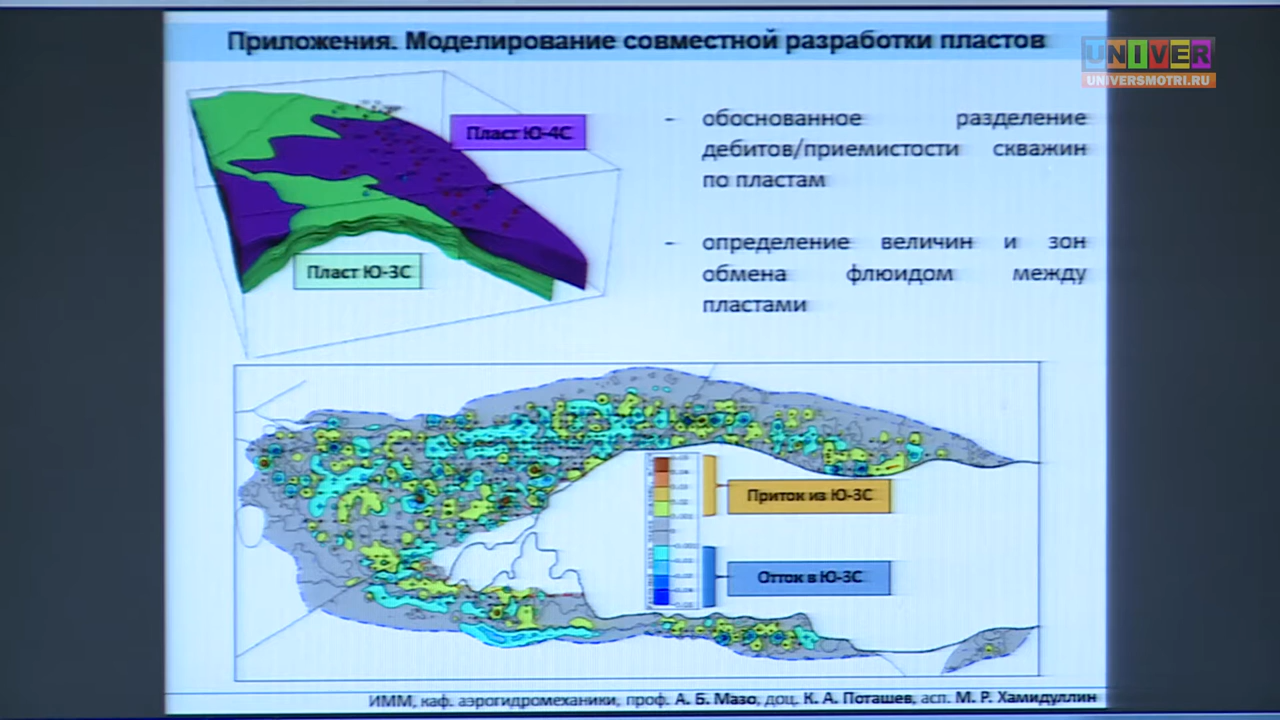 Приложения. Моделирование совместной разработки пластов
UNIVER
UNIVERSMOTRI.RU
Пласт Ю-4С
Пласт Ю-3С
- обоснованное разделение
дебитов/приемистости скважин
по пластам
- определение величин и зон
обмена флюидом между
пластами
Приток из Ю-3С
Отток в Ю-3С
ИММ, каф. аэрогидромеханики, проф. А. Б. Мазо, доц. К. А. Поташев, асп. М. Р. Хамидуллин